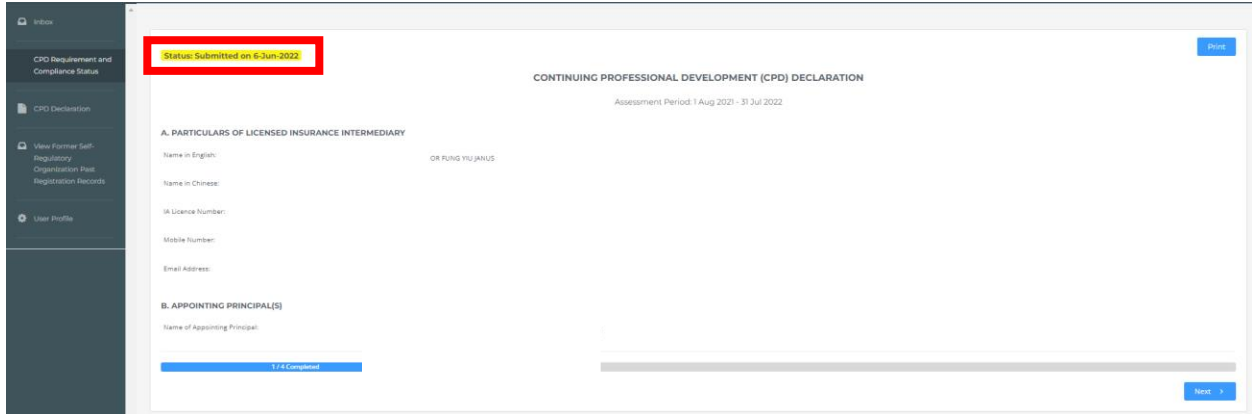 Inbox
CPD Requirement and
Compliance Status
CPD Declaration
View Former Self-
Regulatory
Organization Past
Registration Records
User Profile
Status: Submitted on 6-Jun-2022
Print
CONTINUING PROFESSIONAL DEVELOPMENT (CPD) DECLARATION
Assessment Period: 1 Aug 2021 - 31 Jul 2022
A. PARTICULARS OF LICENSED INSURANCE INTERMEDIARY
Name in English: OR FUNG YIU JANUS
Name in Chinese:
IA Licence Number:
Mobile Number:
Email Address:
B. APPOINTING PRINCIPAL(S)
Name of Appointing Principal:
1 / 4 Completed
Next >